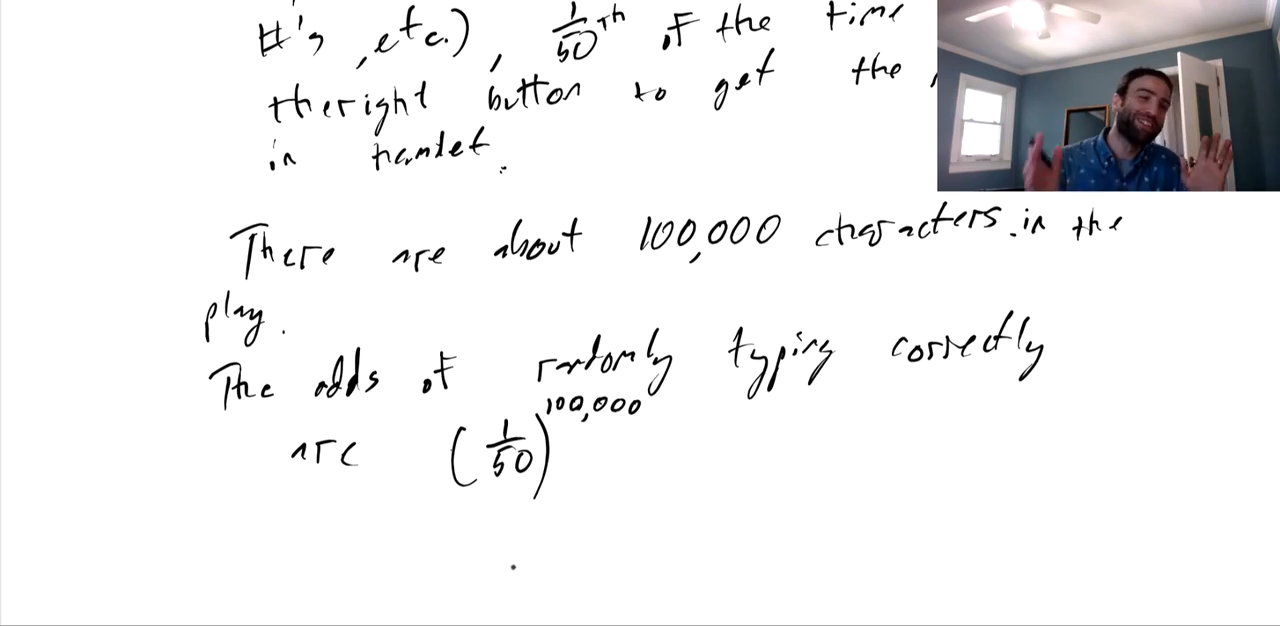 #'s, etc.), 1/50th of the time
the right button to get the
in hamlet.
There are about 100,000 characters in the
play.
The odds of randomly typing correctly
are (1/50)^100,000